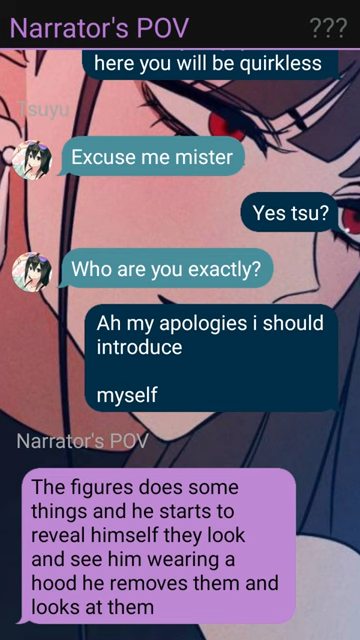 Narrator's POV ???
here you will be quirkless
Tsuyu
Excuse me mister
Yes tsu?
Who are you exactly?
Ah my apologies i should
introduce
myself
Narrator's POV
The figures does some
things and he starts to
reveal himself they look
and see him wearing a
hood he removes them and
looks at them